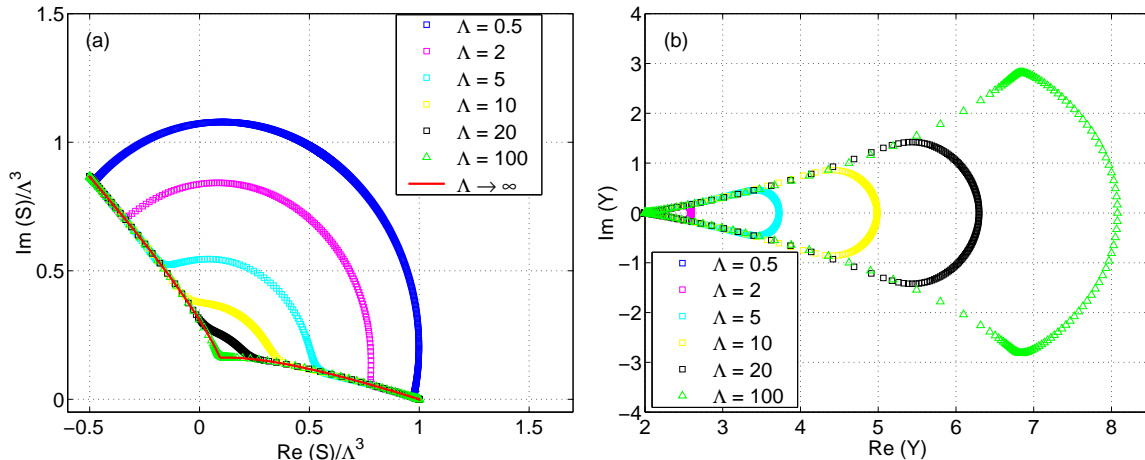 (a)
Λ = 0.5
Λ = 2
Λ = 5
Λ = 10
Λ = 20
Λ = 100
Λ → ∞
1.5
1
0.5
0
Im (S)/Λ³
−0.5
0
0.5
1
1.5
Re (S)/Λ³
(b)
4
3
2
1
0
−1
−2
−3
−4
Im (Y)
Λ = 0.5
Λ = 2
Λ = 5
Λ = 10
Λ = 20
Λ = 100
2
3
4
5
6
7
8
Re (Y)